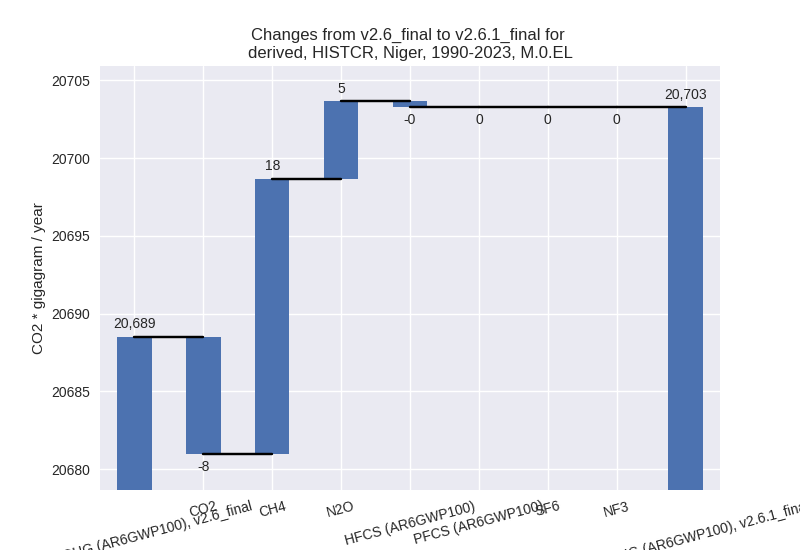 Changes from v2.6_final to v2.6.1_final for
derived, HISTCR, Niger, 1990-2023, M.0.EL
CO2 * gigagram / year
20705
20700
20695
20690
20685
20680
20,689
-8
18
5
-0
0
0
0
20,703
(AR6GWP100), v2.6_final
CO2
CH4
N2O
HFCS (AR6GWP100)
PFCS (AR6GWP100)
SF6
NF3
(AR6GWP100), v2.6.1_fina